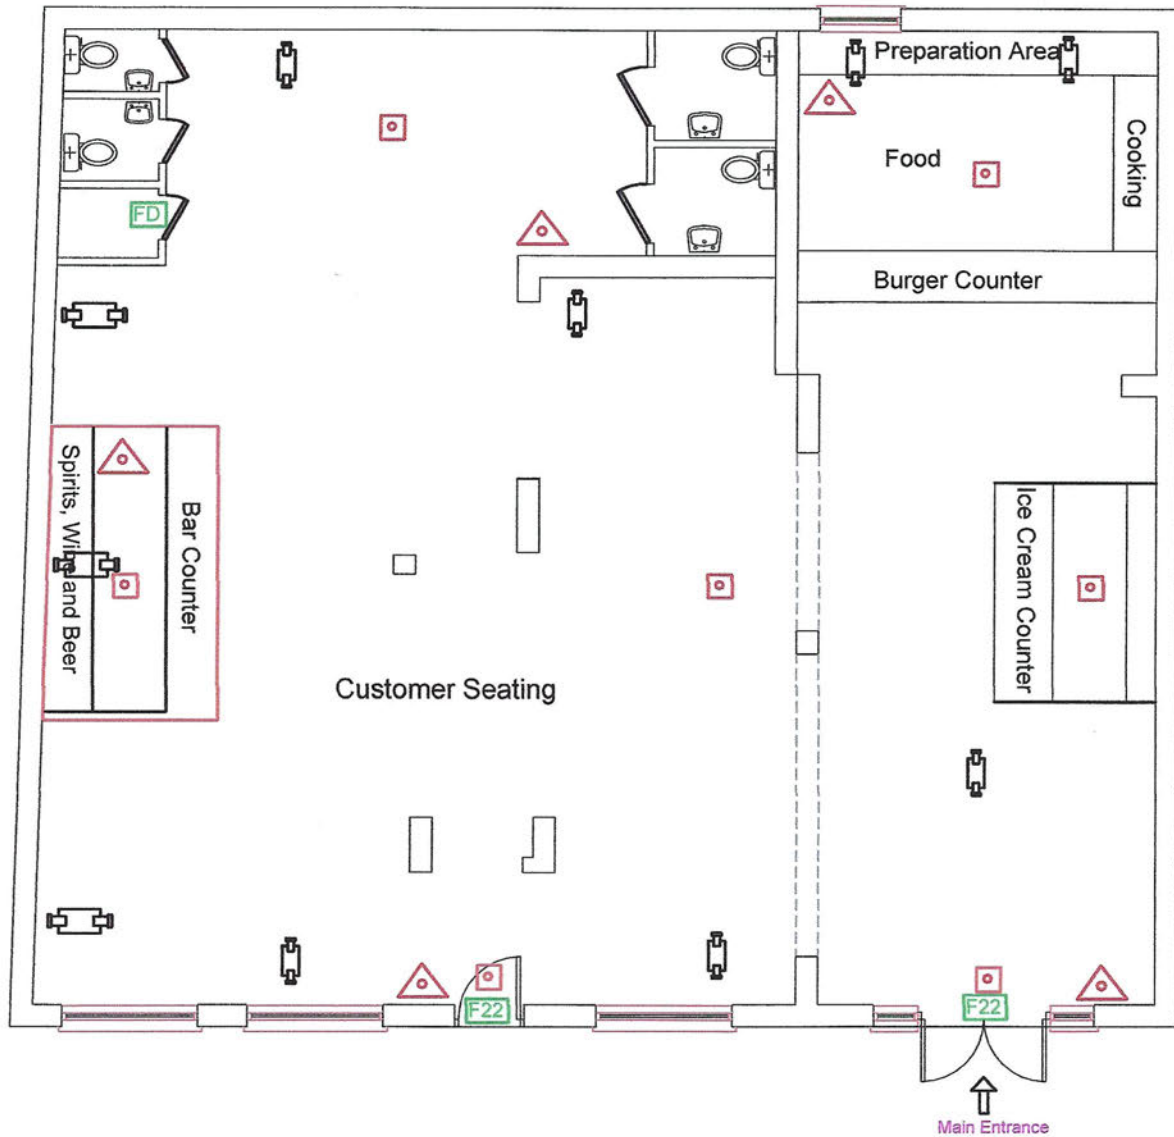 Preparation Area
Food
Cooking
FD
Burger Counter
Spirits, Wine and Beer
Bar Counter
Ice Cream Counter
Customer Seating
F22
F22
Main Entrance